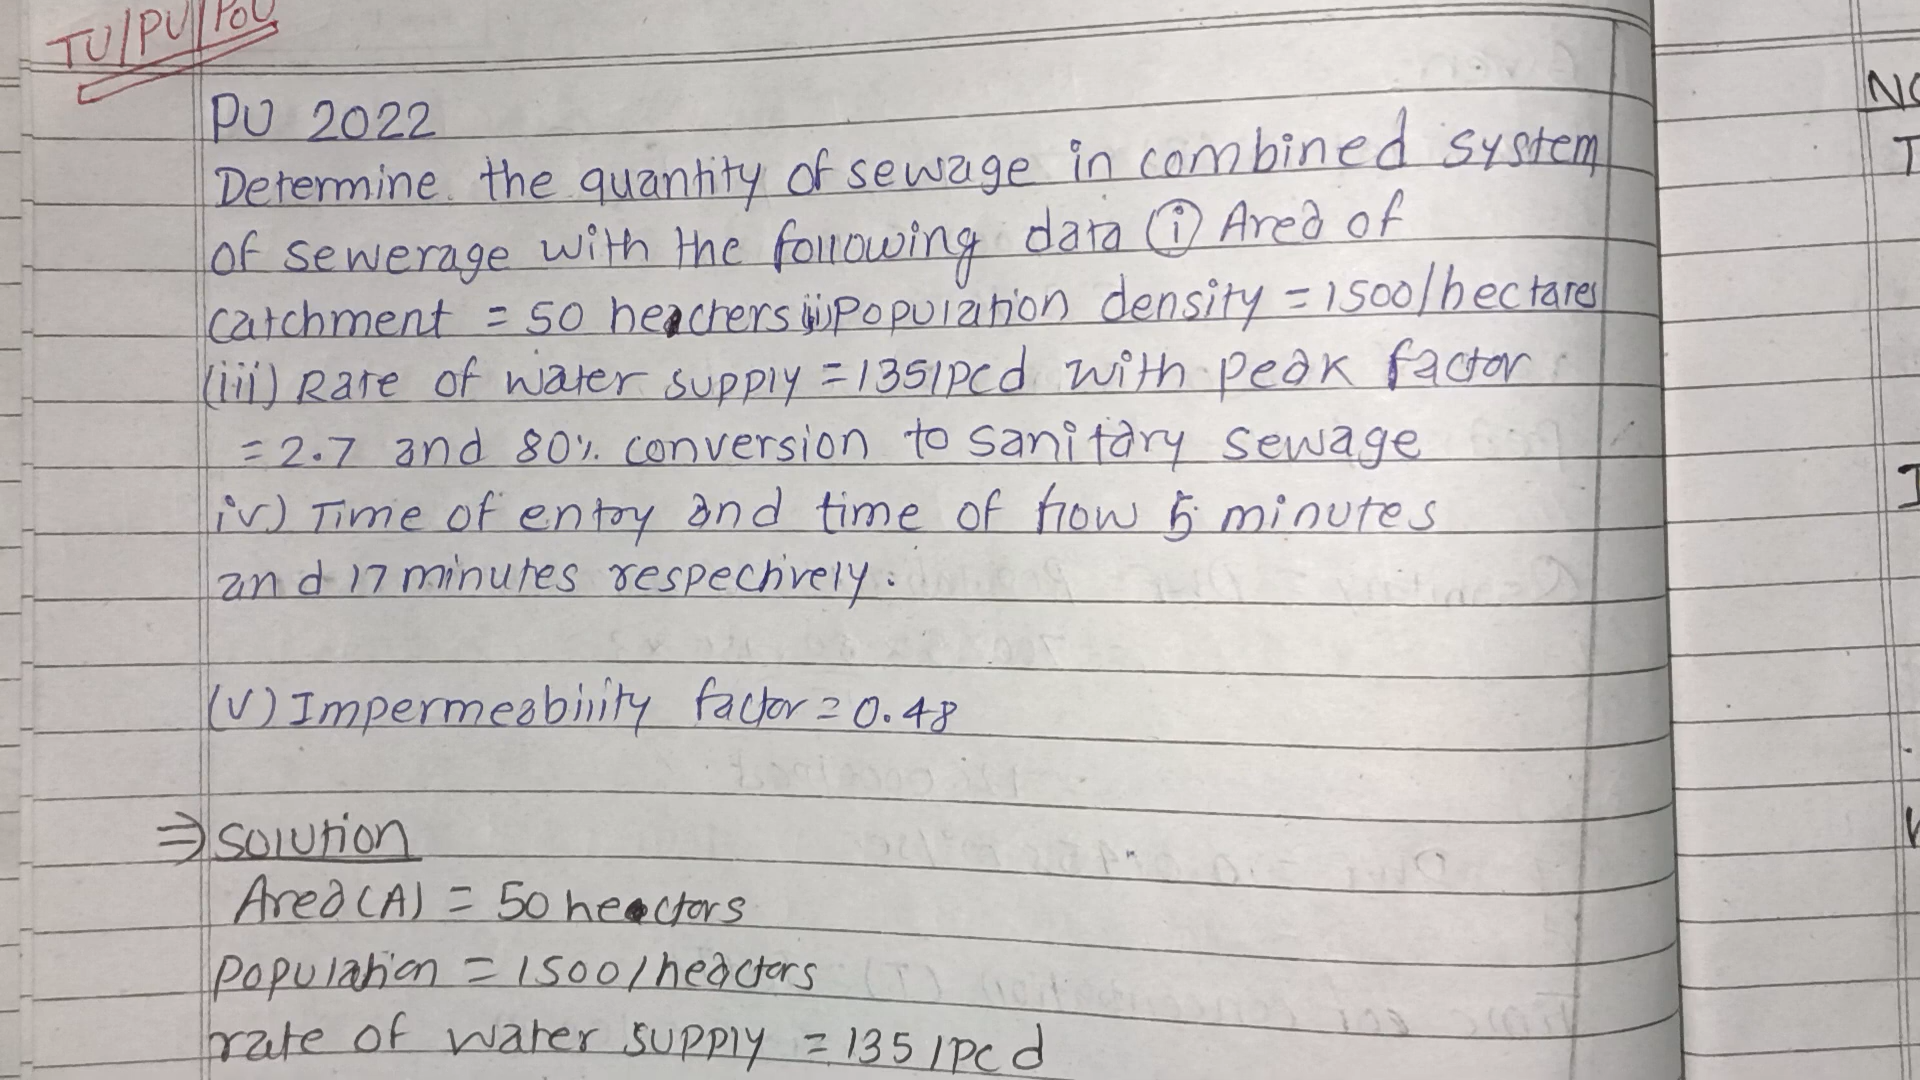 TU/PU/POU
PU 2022
Determine the quantity of sewage in combined system
of sewerage with the following data (i) Area of
catchment = 50 heacters (ii) Population density = 1500/hectares
(iii) Rate of water supply = 135lpcd with peak factor
= 2.7 and 80% conversion to sanitary sewage
iv) Time of entry and time of flow 5 minutes
and 17 minutes respectively.
(V) Impermeability factor = 0.48
⇒ Solution
Area (A) = 50 heactors
Population = 1500/heactors
rate of water supply = 135 lpcd